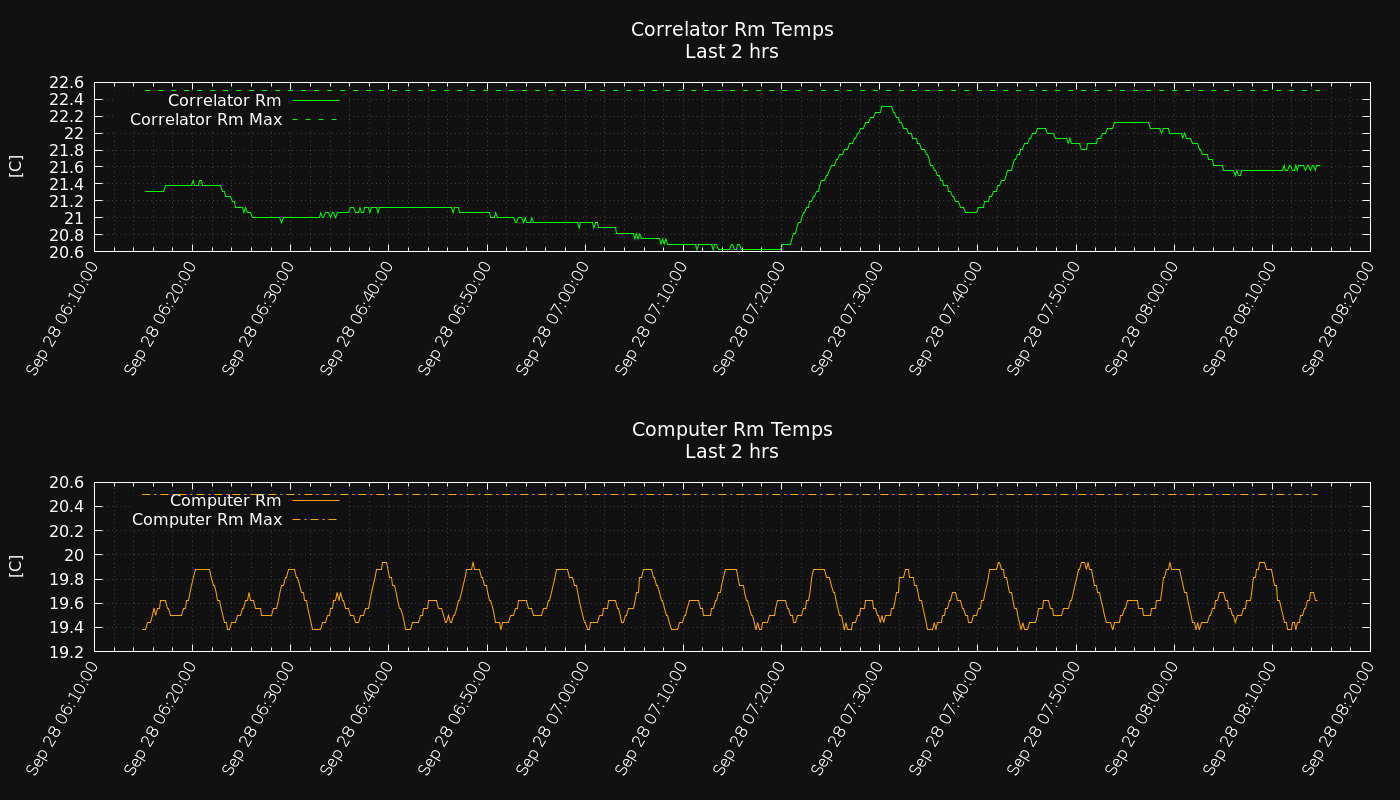 Correlator Rm Temps
Last 2 hrs
22.6
22.4
22.2
22
21.8
21.6
21.4
21.2
21
20.8
20.6
[C]
Correlator Rm
Correlator Rm Max
Sep 28 06:10:00
Sep 28 06:20:00
Sep 28 06:30:00
Sep 28 06:40:00
Sep 28 06:50:00
Sep 28 07:00:00
Sep 28 07:10:00
Sep 28 07:20:00
Sep 28 07:30:00
Sep 28 07:40:00
Sep 28 07:50:00
Sep 28 08:00:00
Sep 28 08:10:00
Sep 28 08:20:00
Computer Rm Temps
Last 2 hrs
20.6
20.4
20.2
20
19.8
19.6
19.4
19.2
[C]
Computer Rm
Computer Rm Max
Sep 28 06:10:00
Sep 28 06:20:00
Sep 28 06:30:00
Sep 28 06:40:00
Sep 28 06:50:00
Sep 28 07:00:00
Sep 28 07:10:00
Sep 28 07:20:00
Sep 28 07:30:00
Sep 28 07:40:00
Sep 28 07:50:00
Sep 28 08:00:00
Sep 28 08:10:00
Sep 28 08:20:00